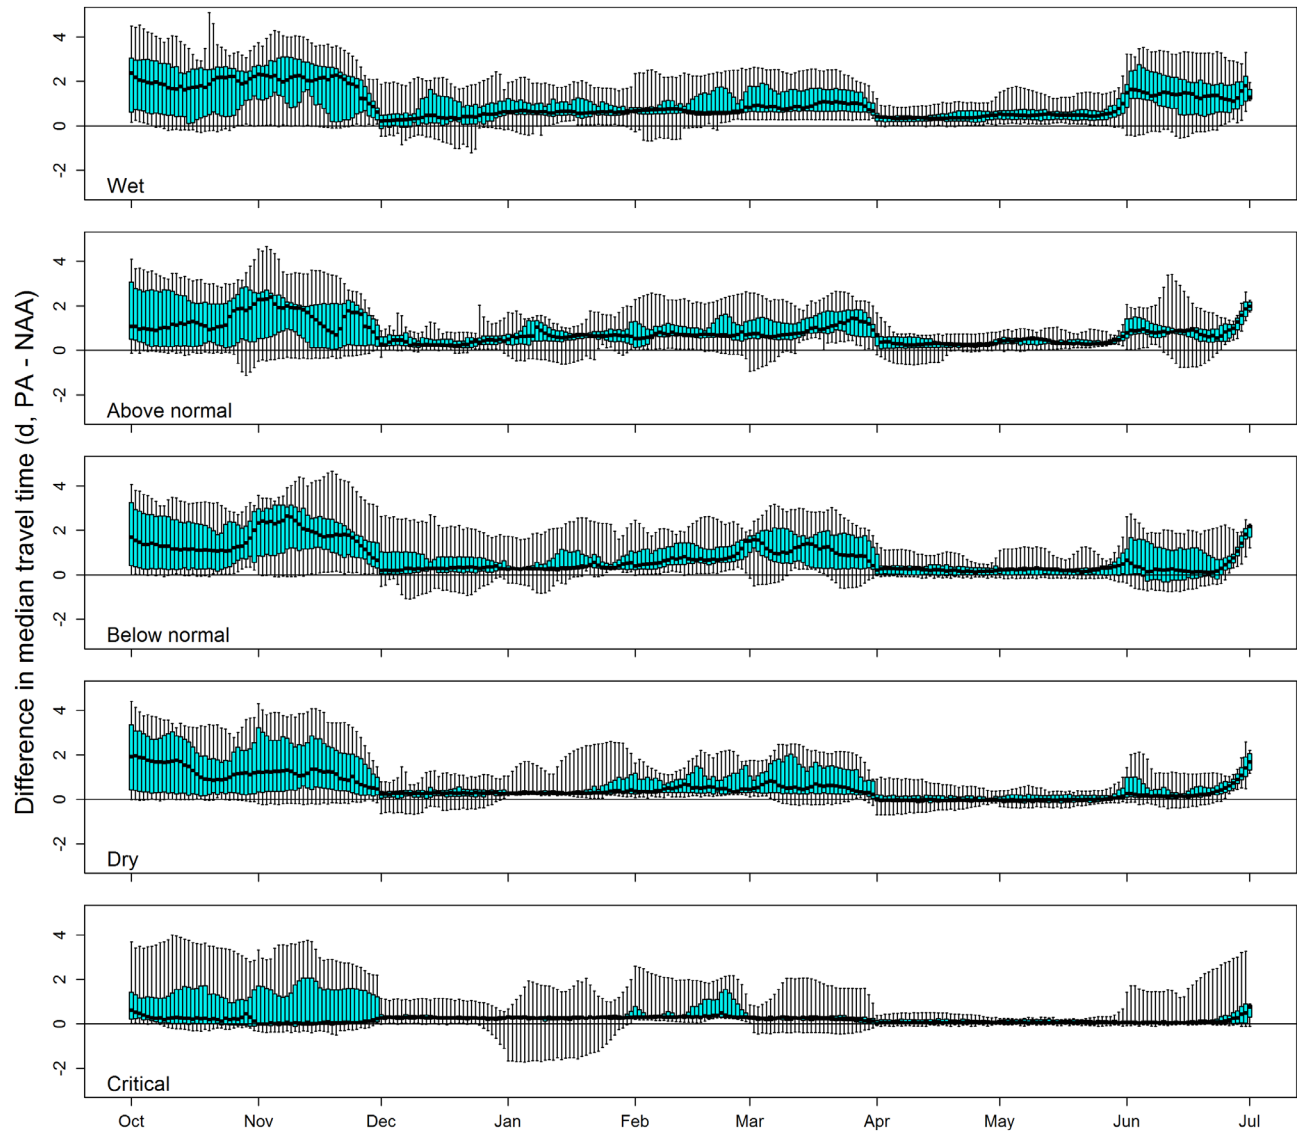 Difference in median travel time (d, PA - NAA)
4
2
0
-2
Wet
4
2
0
-2
Above normal
4
2
0
-2
Below normal
4
2
0
-2
Dry
4
2
0
-2
Critical
Oct Nov Dec Jan Feb Mar Apr May Jun Jul